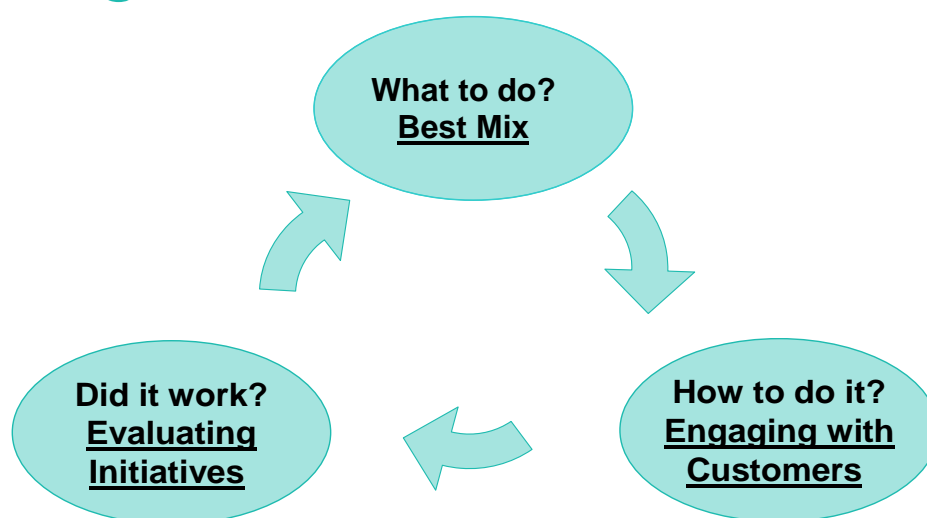 What to do?
Best Mix
How to do it?
Engaging with
Customers
Did it work?
Evaluating
Initiatives